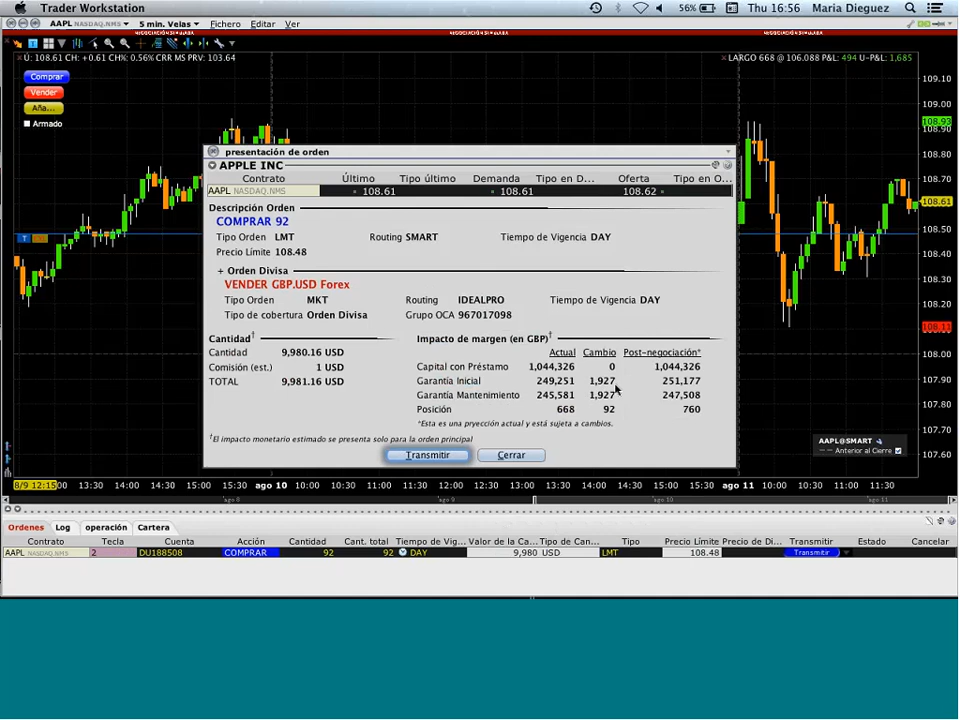 Trader Workstation 56% Thu 16:56 Maria Dieguez
AAPL NASDAQ.NMS 5 min. Velas Fichero Editar Ver
U: 108.61 CH: +0.61 CH%: 0.56% CRR MS PRV: 103.64 LARGO 668 @ 106.088 P&L: 494 U-P&L: 1,685
Comprar
Vender
Aña...
Armado
109.10
109.00
108.93
108.90
108.80
108.70
108.61
108.50
108.40
108.30
108.20
108.11
108.00
107.90
107.80
107.70
107.60
presentación de orden
APPLE INC
Contrato Último Tipo último Demanda Tipo en D... Oferta Tipo en O...
AAPL NASDAQ.NMS 108.61 108.61 108.62
Descripción Orden
COMPRAR 92
Tipo Orden LMT Routing SMART Tiempo de Vigencia DAY
Precio Límite 108.48
+ Orden Divisa
VENDER GBP.USD Forex
Tipo Orden MKT Routing IDEALPRO Tiempo de Vigencia DAY
Tipo de cobertura Orden Divisa Grupo OCA 967017098
Cantidad† Impacto de margen (en GBP)†
Actual Cambio Post-negociación*
Cantidad 9,980.16 USD Capital con Préstamo 1,044,326 0 1,044,326
Comisión (est.) 1 USD Garantía Inicial 249,251 1,927 251,177
TOTAL 9,981.16 USD Garantía Mantenimiento 245,581 1,927 247,508
Posición 668 92 760
*Esta es una pryección actual y está sujeta a cambios.
†El impacto monetario estimado se presenta solo para la orden principal
Transmitir Cerrar
AAPL@SMART
Anterior al Cierre
8/9 12:15 00 13:30 14:00 14:30 15:00 15:30 ago 10 10:00 10:30 11:00 11:30 12:00 12:30 13:00 13:30 14:00 14:30 15:00 15:30 ago 11 10:00 10:30 11:00 11:30
ago 8 ago 9 ago 10 ago 11
Ordenes Log operación Cartera
Contrato Tecla Cuenta Acción Cantidad Cant. total Tiempo de Vig... Valor de la Ca... Tipo de Can... Tipo Precio Límite Precio de Di... Transmitir Estado Cancelar
AAPL NASDAQ.NMS 2 DU188508 COMPRAR 92 92 DAY 9,980 USD LMT 108.48 Transmitir